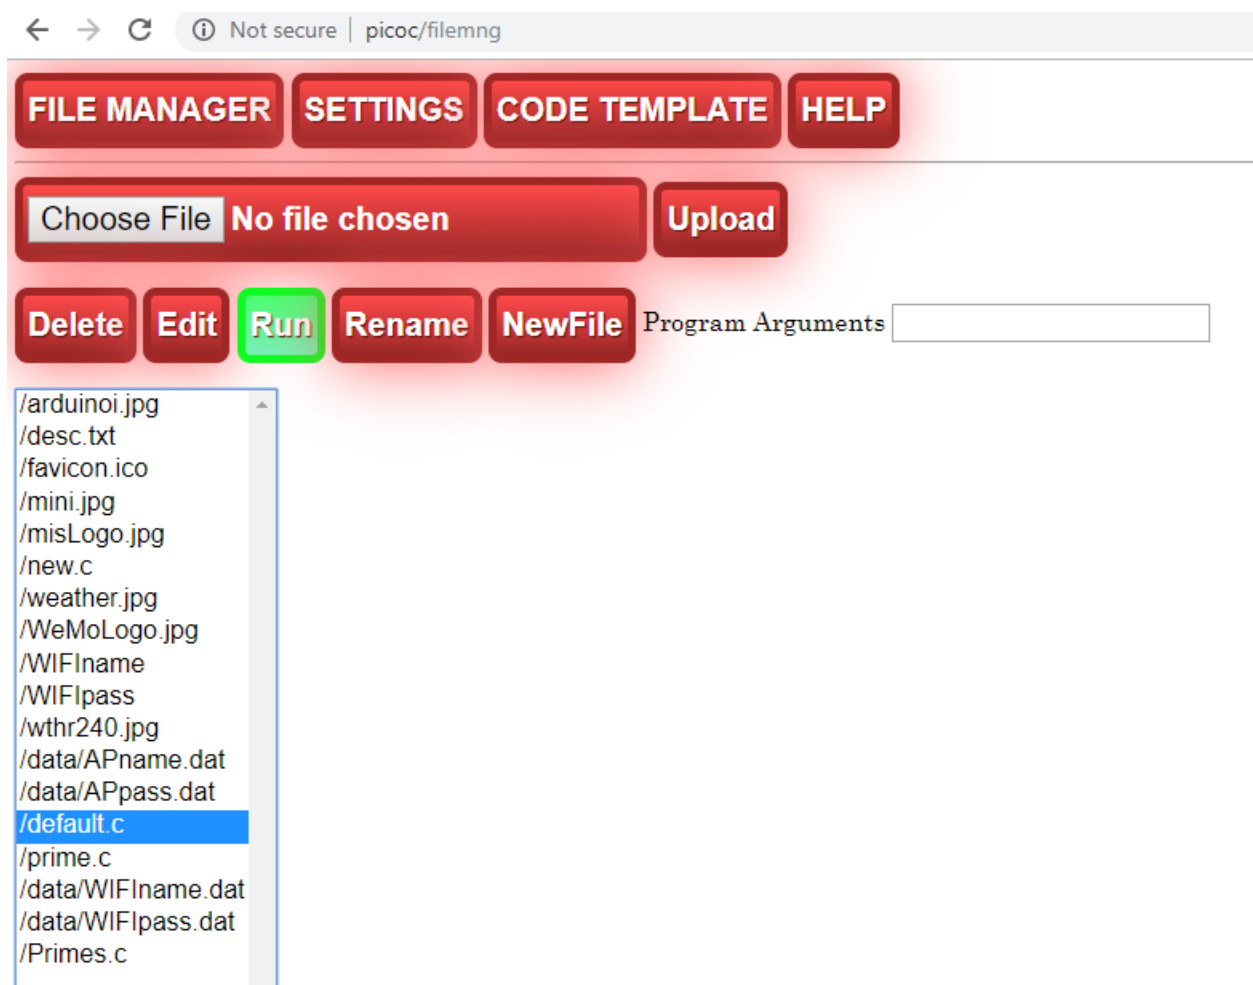 Not secure | picoc/filemng
FILE MANAGER SETTINGS CODE TEMPLATE HELP
Choose File No file chosen Upload
Delete Edit Run Rename NewFile Program Arguments
/arduinoi.jpg
/desc.txt
/favicon.ico
/mini.jpg
/misLogo.jpg
/new.c
/weather.jpg
/WeMoLogo.jpg
/WIFIname
/WIFIpass
/wthr240.jpg
/data/APname.dat
/data/APpass.dat
/default.c
/prime.c
/data/WIFIname.dat
/data/WIFIpass.dat
/Primes.c